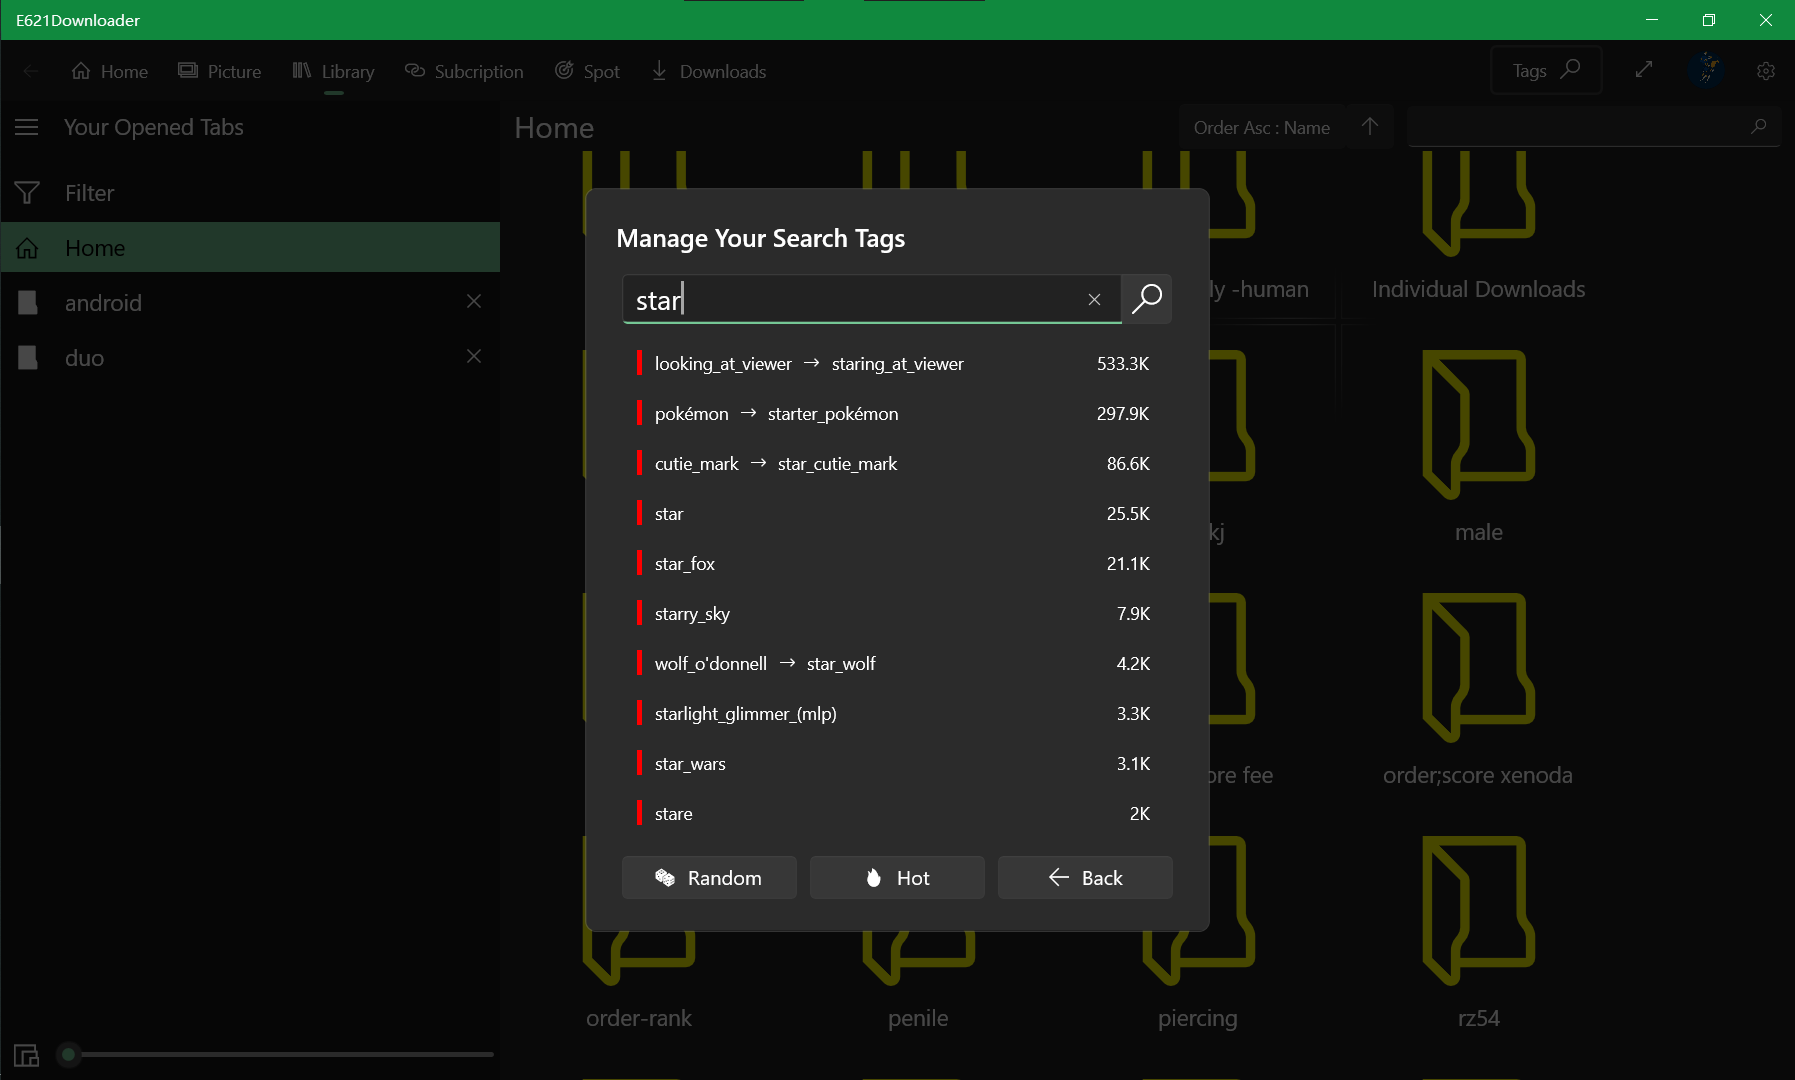 E621Downloader
Home Picture Library Subcription Spot Downloads Tags
Your Opened Tabs
Home
Order Asc : Name
Filter
Home
android
duo
Manage Your Search Tags
star
looking_at_viewer → staring_at_viewer 533.3K
pokémon → starter_pokémon 297.9K
cutie_mark → star_cutie_mark 86.6K
star 25.5K
star_fox 21.1K
starry_sky 7.9K
wolf_o'donnell → star_wolf 4.2K
starlight_glimmer_(mlp) 3.3K
star_wars 3.1K
stare 2K
Random Hot Back
-human Individual Downloads
male
fee order;score xenoda
order-rank penile piercing rz54